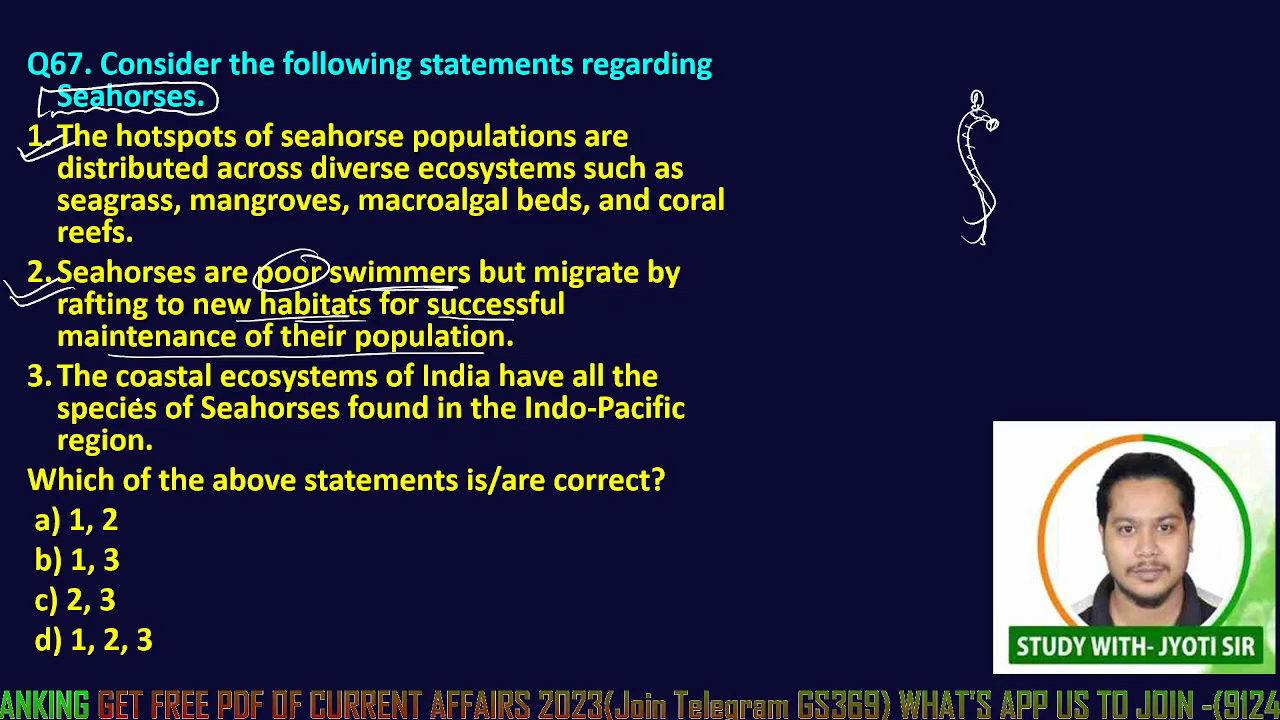 Q67. Consider the following statements regarding
Seahorses.
1. The hotspots of seahorse populations are
distributed across diverse ecosystems such as
seagrass, mangroves, macroalgal beds, and coral
reefs.
2. Seahorses are poor swimmers but migrate by
rafting to new habitats for successful
maintenance of their population.
3. The coastal ecosystems of India have all the
species of Seahorses found in the Indo-Pacific
region.
Which of the above statements is/are correct?
a) 1, 2
b) 1, 3
c) 2, 3
d) 1, 2, 3
STUDY WITH- JYOTI SIR
ANKING GET FREE PDF OF CURRENT AFFAIRS 2023(Join Telegram GS369) WHAT'S APP US TO JOIN -(9124